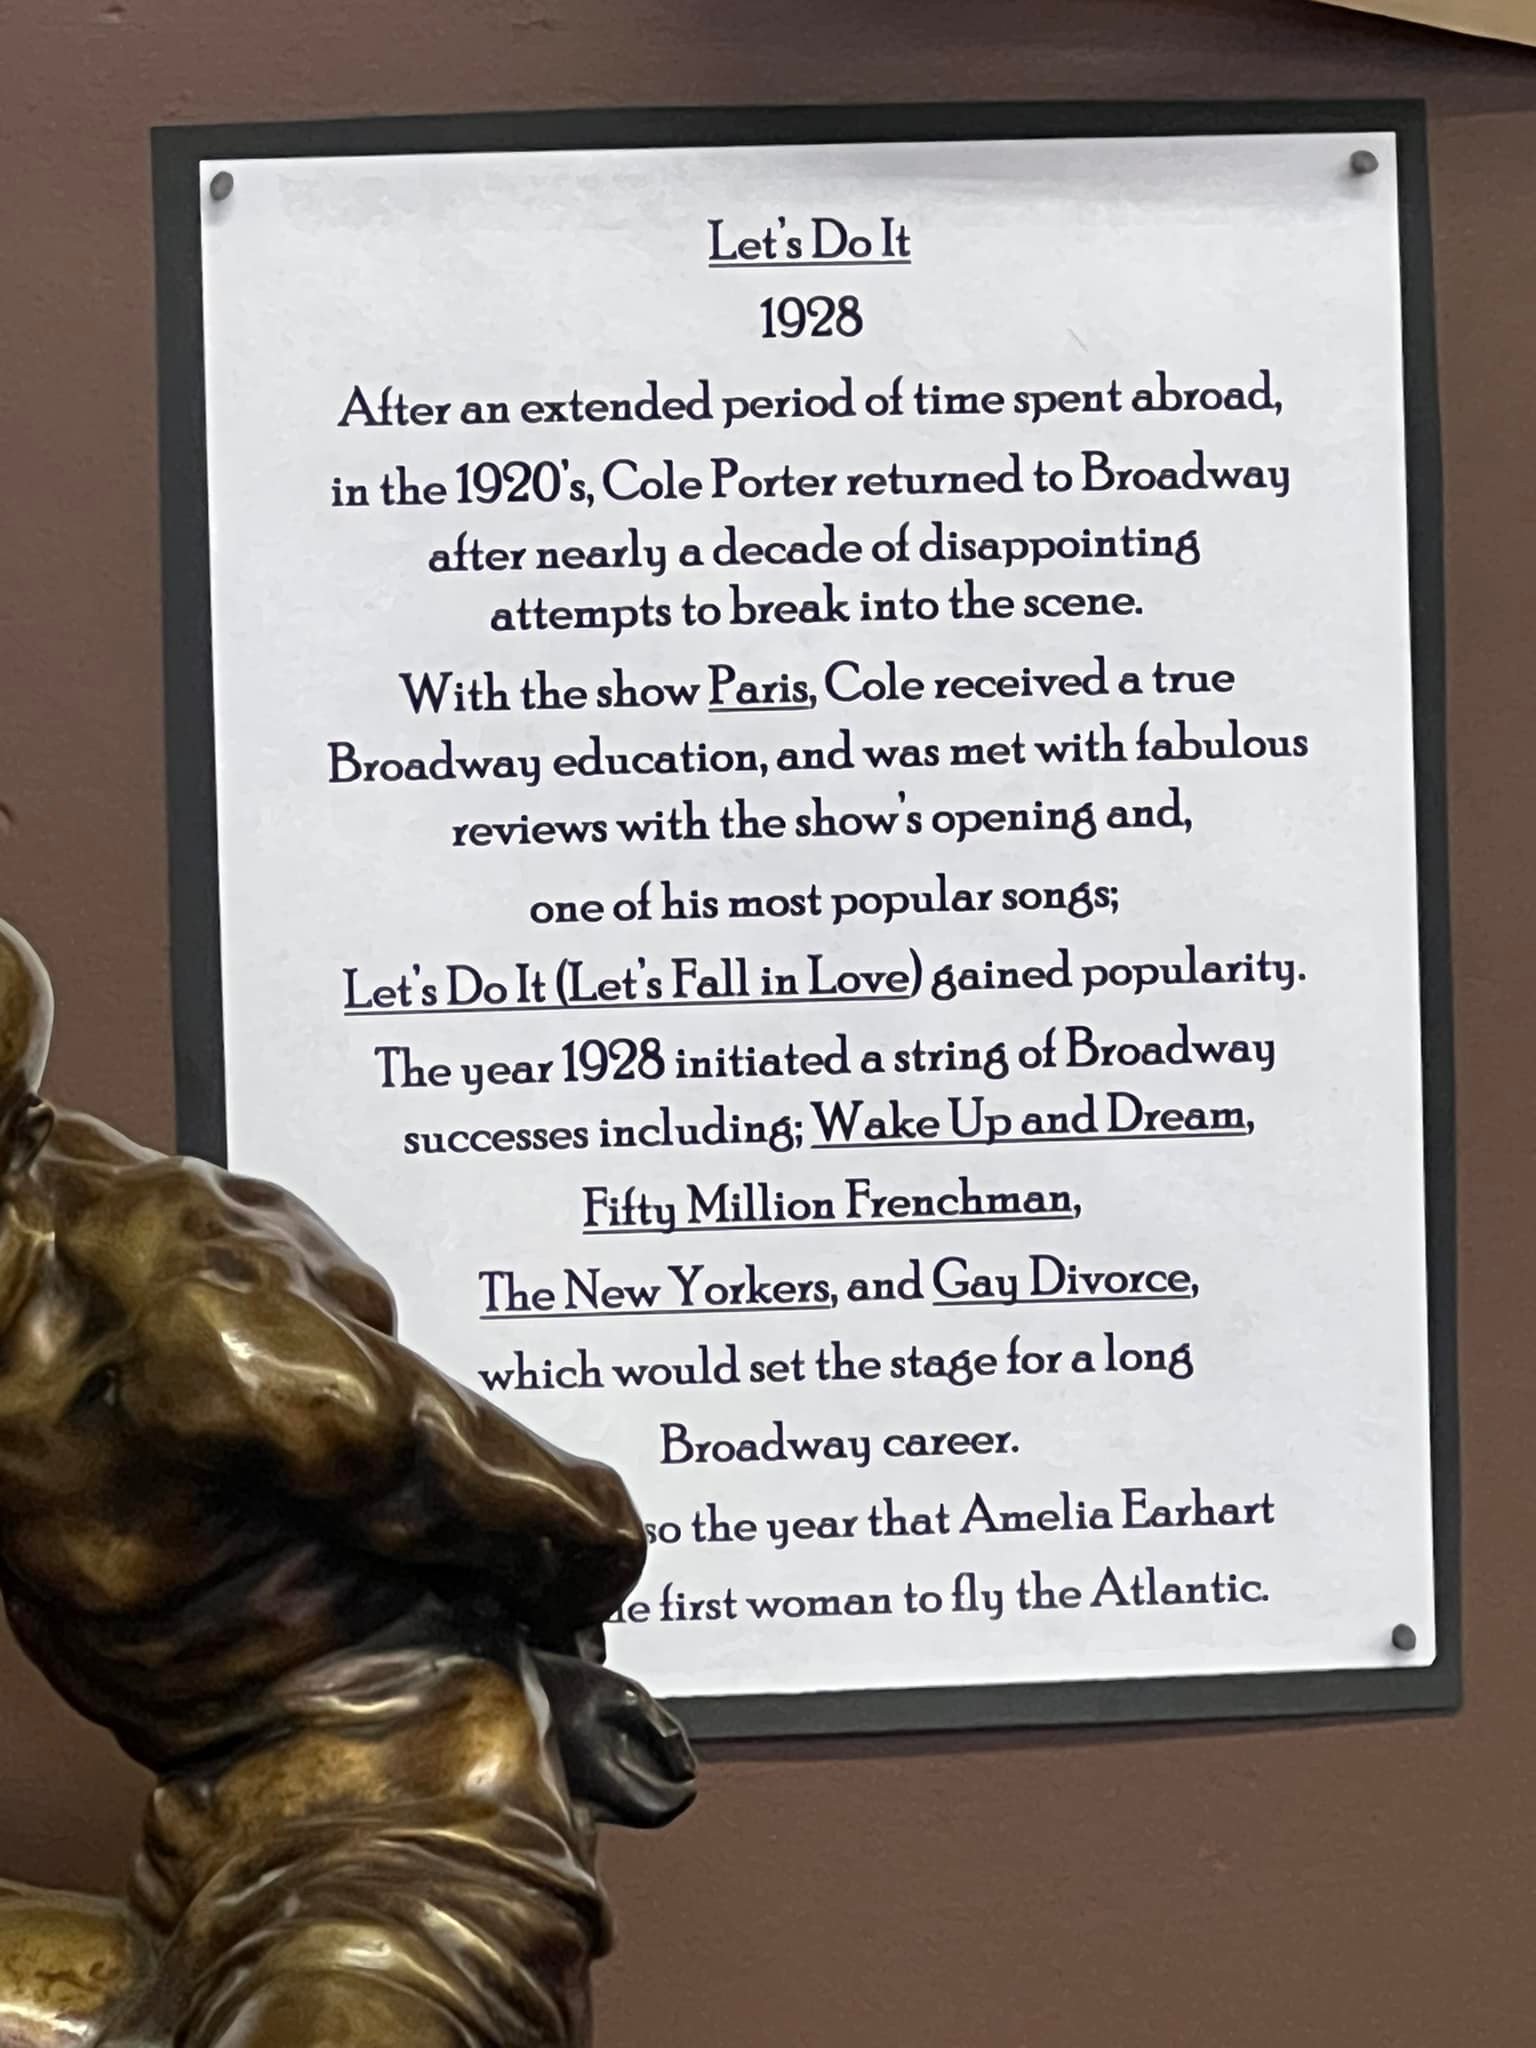 Let's Do It
1928
After an extended period of time spent abroad,
in the 1920's, Cole Porter returned to Broadway
after nearly a decade of disappointing
attempts to break into the scene.
With the show Paris, Cole received a true
Broadway education, and was met with fabulous
reviews with the show's opening and,
one of his most popular songs;
Let's Do It (Let's Fall in Love) gained popularity.
The year 1928 initiated a string of Broadway
successes including; Wake Up and Dream,
Fifty Million Frenchman,
The New Yorkers, and Gay Divorce,
which would set the stage for a long
Broadway career.
the year that Amelia Earhart
first woman to fly the Atlantic.